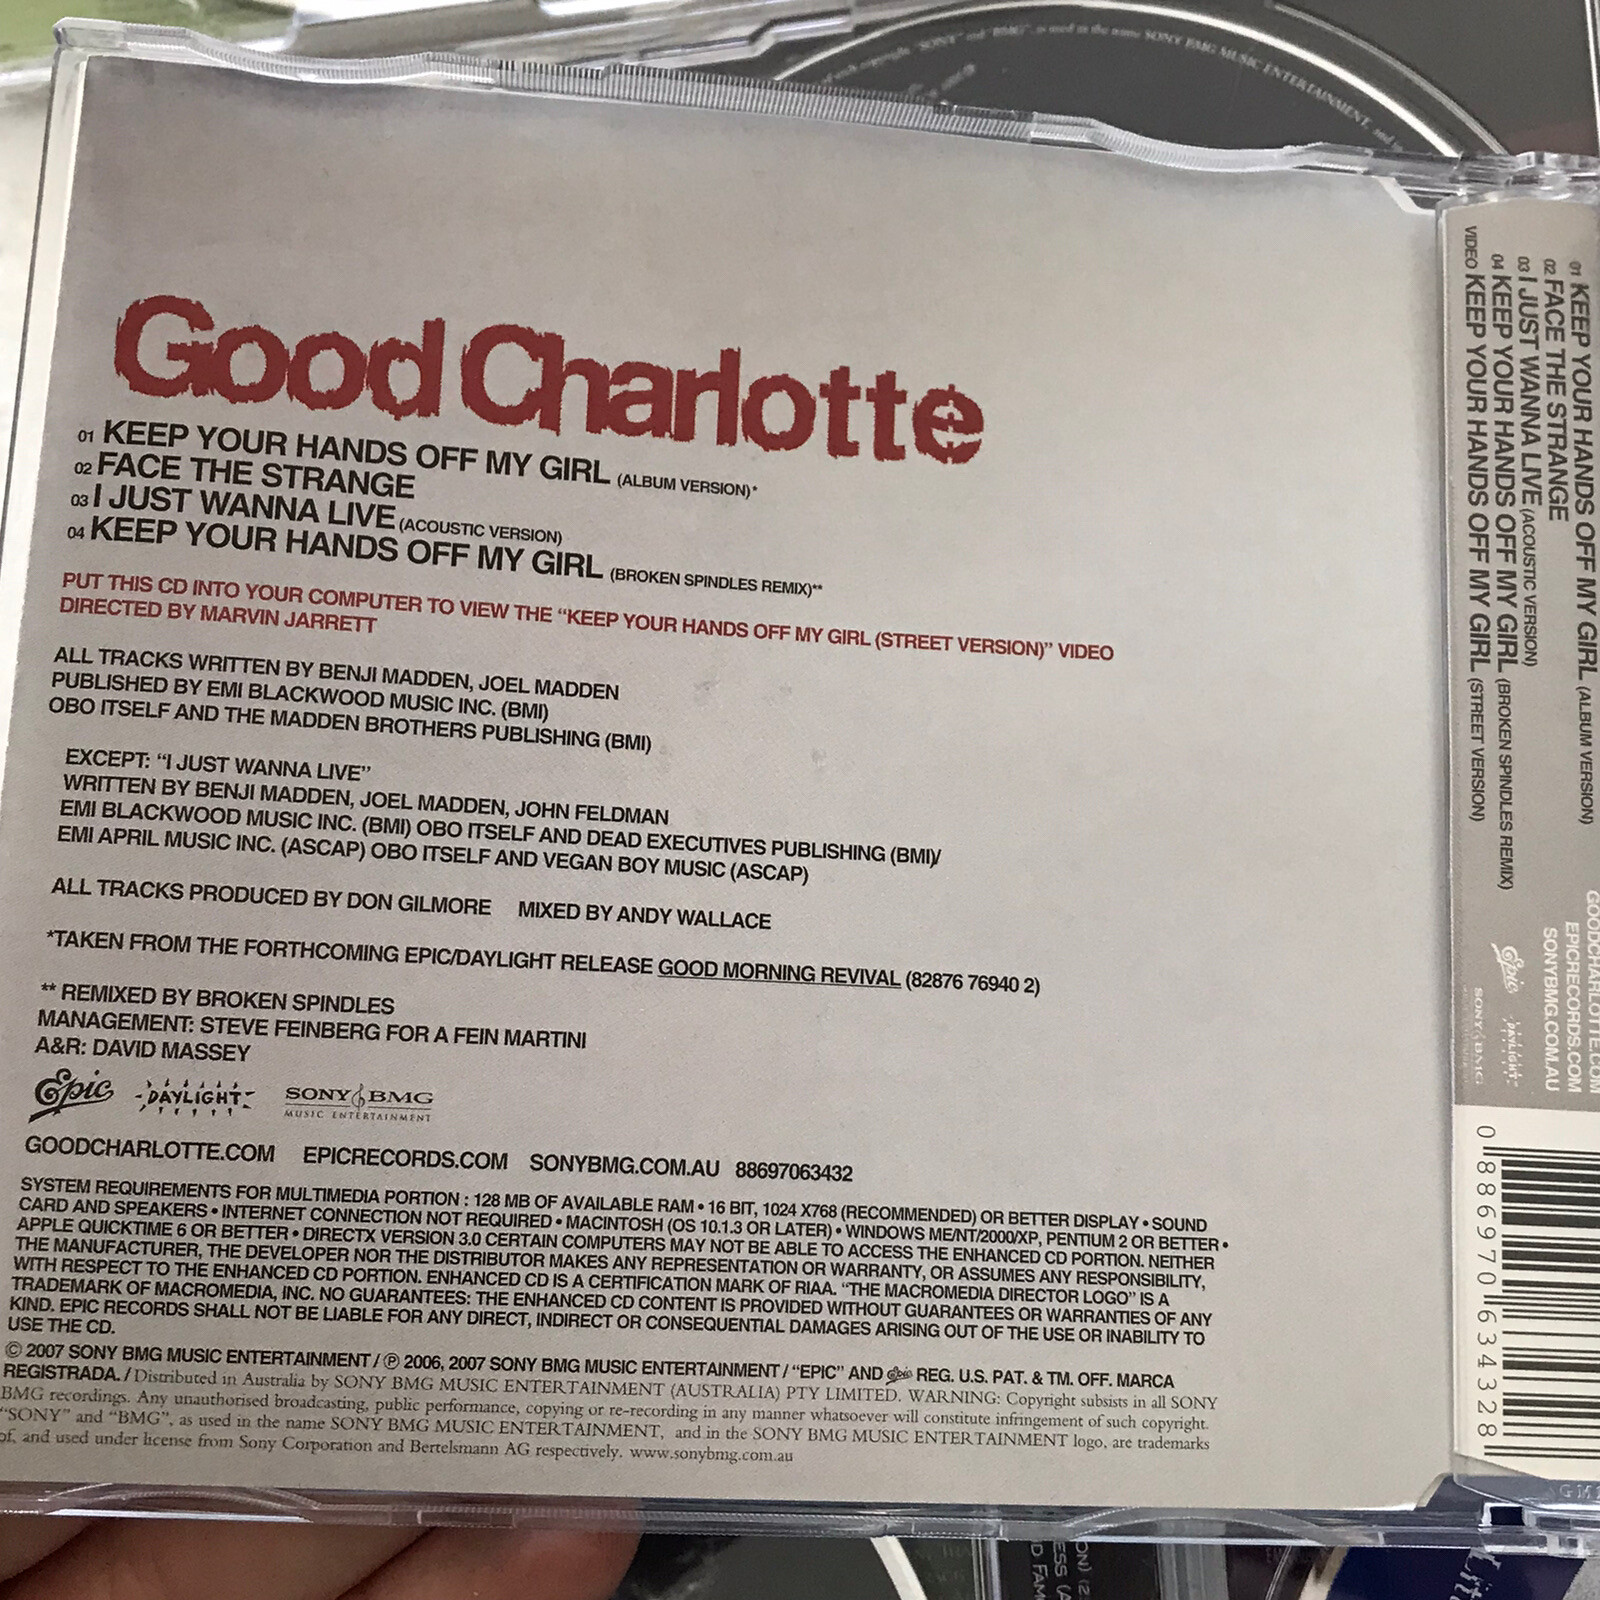 Good Charlotte
01 KEEP YOUR HANDS OFF MY GIRL (ALBUM VERSION)*
02 FACE THE STRANGE
03 I JUST WANNA LIVE (ACOUSTIC VERSION)
04 KEEP YOUR HANDS OFF MY GIRL (BROKEN SPINDLES REMIX)**
PUT THIS CD INTO YOUR COMPUTER TO VIEW THE “KEEP YOUR HANDS OFF MY GIRL (STREET VERSION)” VIDEO
DIRECTED BY MARVIN JARRETT
ALL TRACKS WRITTEN BY BENJI MADDEN, JOEL MADDEN
PUBLISHED BY EMI BLACKWOOD MUSIC INC. (BMI)
OBO ITSELF AND THE MADDEN BROTHERS PUBLISHING (BMI)
EXCEPT: “I JUST WANNA LIVE”
WRITTEN BY BENJI MADDEN, JOEL MADDEN, JOHN FELDMAN
EMI BLACKWOOD MUSIC INC. (BMI) OBO ITSELF AND DEAD EXECUTIVES PUBLISHING (BMI)/
EMI APRIL MUSIC INC. (ASCAP) OBO ITSELF AND VEGAN BOY MUSIC (ASCAP)
ALL TRACKS PRODUCED BY DON GILMORE MIXED BY ANDY WALLACE
*TAKEN FROM THE FORTHCOMING EPIC/DAYLIGHT RELEASE GOOD MORNING REVIVAL (82876 76940 2)
** REMIXED BY BROKEN SPINDLES
MANAGEMENT: STEVE FEINBERG FOR A FEIN MARTINI
A&R: DAVID MASSEY
Epic DAYLIGHT SONY BMG
MUSIC ENTERTAINMENT
GOODCHARLOTTE.COM EPICRECORDS.COM SONYBMG.COM.AU 88697063432
SYSTEM REQUIREMENTS FOR MULTIMEDIA PORTION : 128 MB OF AVAILABLE RAM • 16 BIT, 1024 X768 (RECOMMENDED) OR BETTER DISPLAY • SOUND
CARD AND SPEAKERS • INTERNET CONNECTION NOT REQUIRED • MACINTOSH (OS 10.1.3 OR LATER) • WINDOWS ME/NT/2000/XP, PENTIUM 2 OR BETTER •
APPLE QUICKTIME 6 OR BETTER • DIRECTX VERSION 3.0 CERTAIN COMPUTERS MAY NOT BE ABLE TO ACCESS THE ENHANCED CD PORTION. NEITHER
THE MANUFACTURER, THE DEVELOPER NOR THE DISTRIBUTOR MAKES ANY REPRESENTATION OR WARRANTY, OR ASSUMES ANY RESPONSIBILITY,
WITH RESPECT TO THE ENHANCED CD PORTION. ENHANCED CD IS A CERTIFICATION MARK OF RIAA. “THE MACROMEDIA DIRECTOR LOGO” IS A
TRADEMARK OF MACROMEDIA, INC. NO GUARANTEES: THE ENHANCED CD CONTENT IS PROVIDED WITHOUT GUARANTEES OR WARRANTIES OF ANY
KIND. EPIC RECORDS SHALL NOT BE LIABLE FOR ANY DIRECT, INDIRECT OR CONSEQUENTIAL DAMAGES ARISING OUT OF THE USE OR INABILITY TO
USE THE CD.
© 2007 SONY BMG MUSIC ENTERTAINMENT / ℗ 2006, 2007 SONY BMG MUSIC ENTERTAINMENT / “EPIC” AND Epic REG. U.S. PAT. & TM. OFF. MARCA
REGISTRADA. / Distributed in Australia by SONY BMG MUSIC ENTERTAINMENT (AUSTRALIA) PTY LIMITED. WARNING: Copyright subsists in all SONY
BMG recordings. Any unauthorised broadcasting, public performance, copying or re-recording in any manner whatsoever will constitute infringement of such copyright.
“SONY” and “BMG”, as used in the name SONY BMG MUSIC ENTERTAINMENT, and in the SONY BMG MUSIC ENTERTAINMENT logo, are trademarks
of, and used under license from Sony Corporation and Bertelsmann AG respectively. www.sonybmg.com.au
01 KEEP YOUR HANDS OFF MY GIRL (ALBUM VERSION)
02 FACE THE STRANGE
03 I JUST WANNA LIVE (ACOUSTIC VERSION)
04 KEEP YOUR HANDS OFF MY GIRL (BROKEN SPINDLES REMIX)
VIDEO KEEP YOUR HANDS OFF MY GIRL (STREET VERSION)
GOODCHARLOTTE.COM
EPICRECORDS.COM
SONYBMG.COM.AU
Epic DAYLIGHT SONY BMG
0 886970 634328
of such copyright. "SONY" and "BMG", as used in the name SONY BMG MUSIC ENTERTAINMENT, and